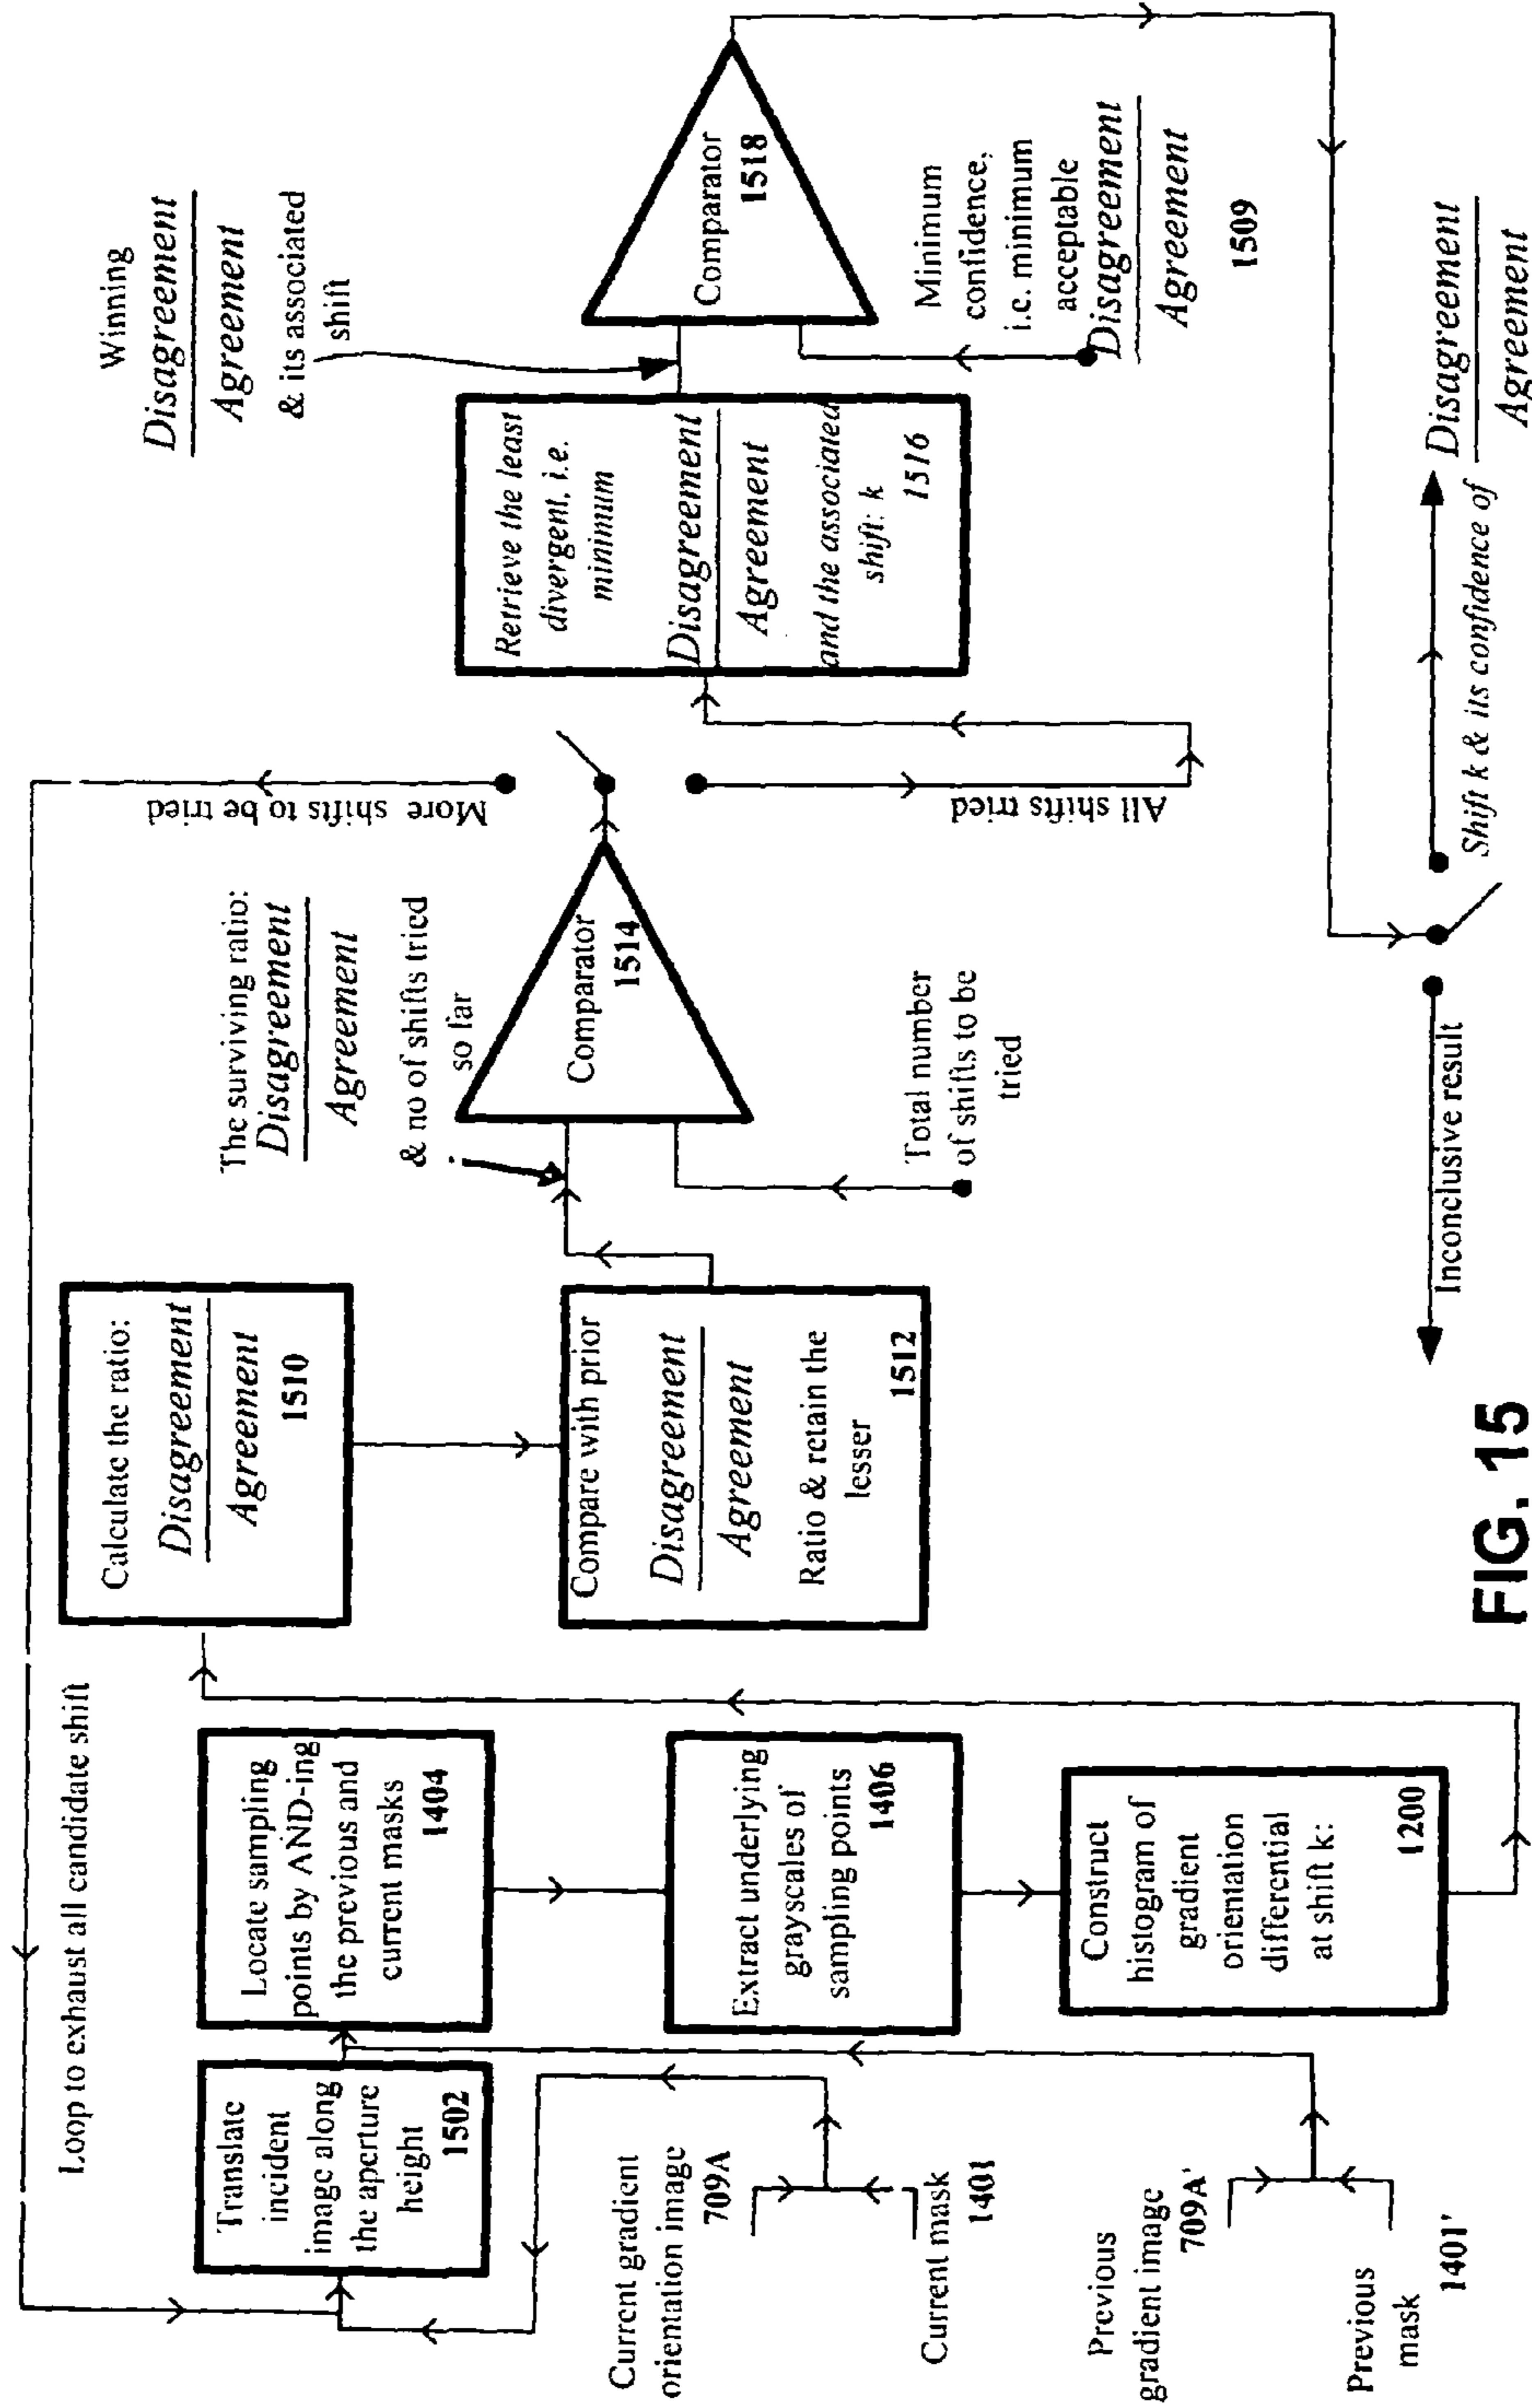 Loop to exhaust all candidate shift
Translate
incident
image along
the aperture
height
1502
Locate sampling
points by AND-ing
the previous and
current masks
1404
Extract underlying
grayscales of
sampling points
1406
Construct
histogram of
gradient
orientation
differential
at shift k:
1200
Current gradient
orientation image
709A
Current mask
1401
Previous
gradient image
709A'
Previous
mask
1401'
Calculate the ratio:
Disagreement
Agreement
1510
Compare with prior
Disagreement
Agreement
Ratio & retain the
lesser
1512
The surviving ratio:
Disagreement
Agreement
& no of shifts tried
so far
Comparator
1514
Total number
of shifts to be
tried
More shifts to be tried
All shifts tried
Retrieve the least
divergent, i.e.
minimum
Disagreement
Agreement
and the associated
shift: k
1516
Winning
Disagreement
Agreement
& its associated
shift
Comparator
1518
Minimum
confidence,
i.e. minimum
acceptable
Disagreement
Agreement
1509
Inconclusive result
Shift k & its confidence of
Disagreement
Agreement
FIG. 15